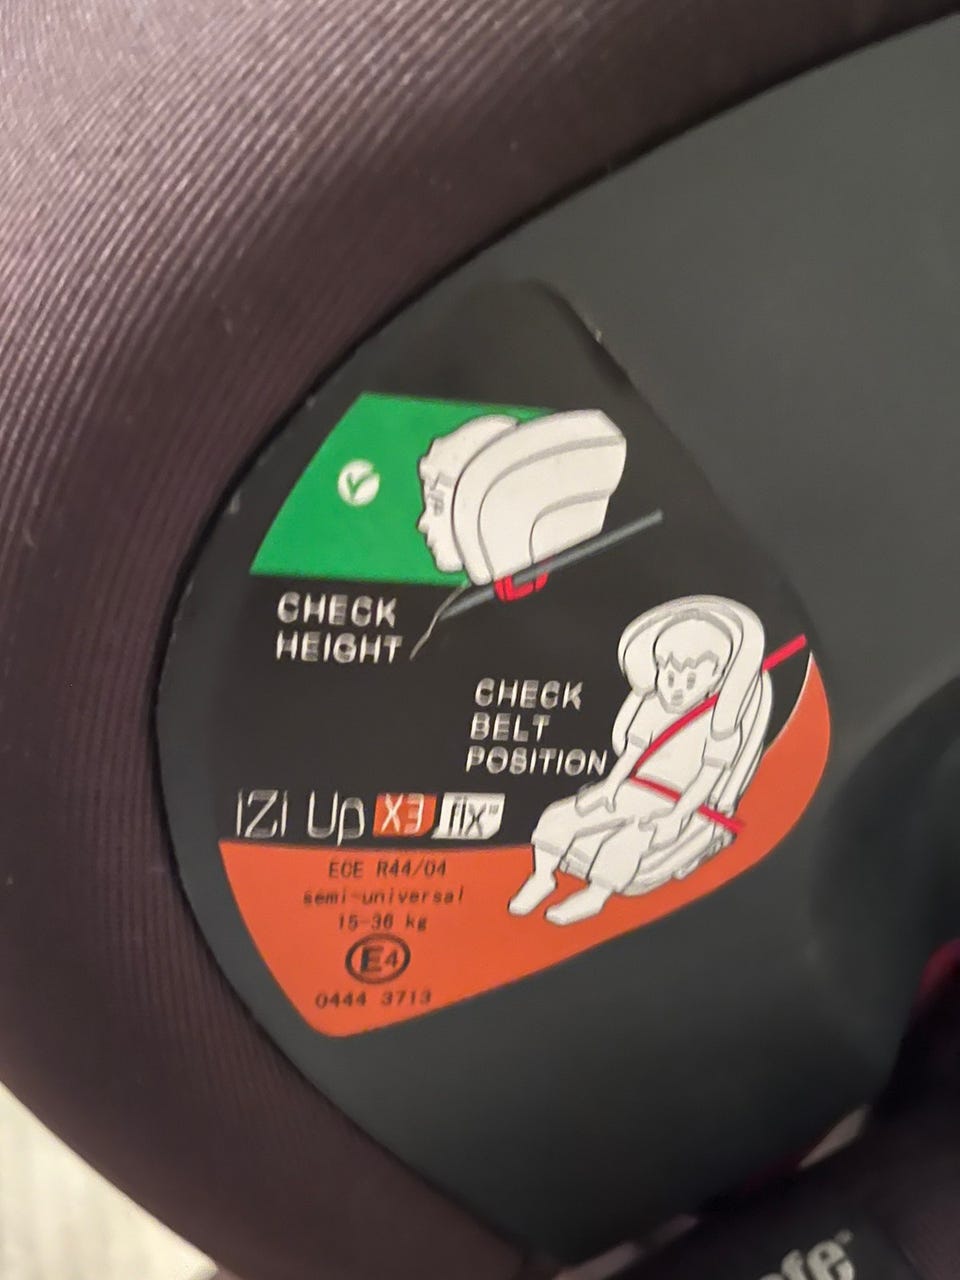 CHECK
HEIGHT
CHECK
BELT
POSITION
iZi Up X3 fix™
ECE R44/04
semi-universal
15-36 kg
E4
0444 3713